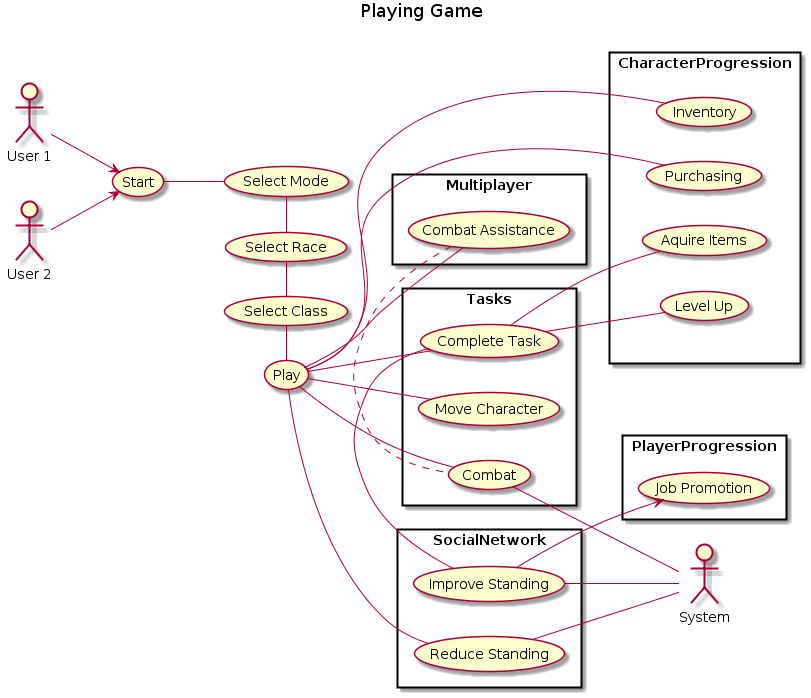 Playing Game
CharacterProgression
Inventory
User 1
Purchasing
Start
Select Mode
Multiplayer
Combat Assistance
Aquire Items
Select Race
User 2
Tasks
Level Up
Select Class
Complete Task
Play
Move Character
PlayerProgression
Combat
Job Promotion
SocialNetwork
Improve Standing
System
Reduce Standing